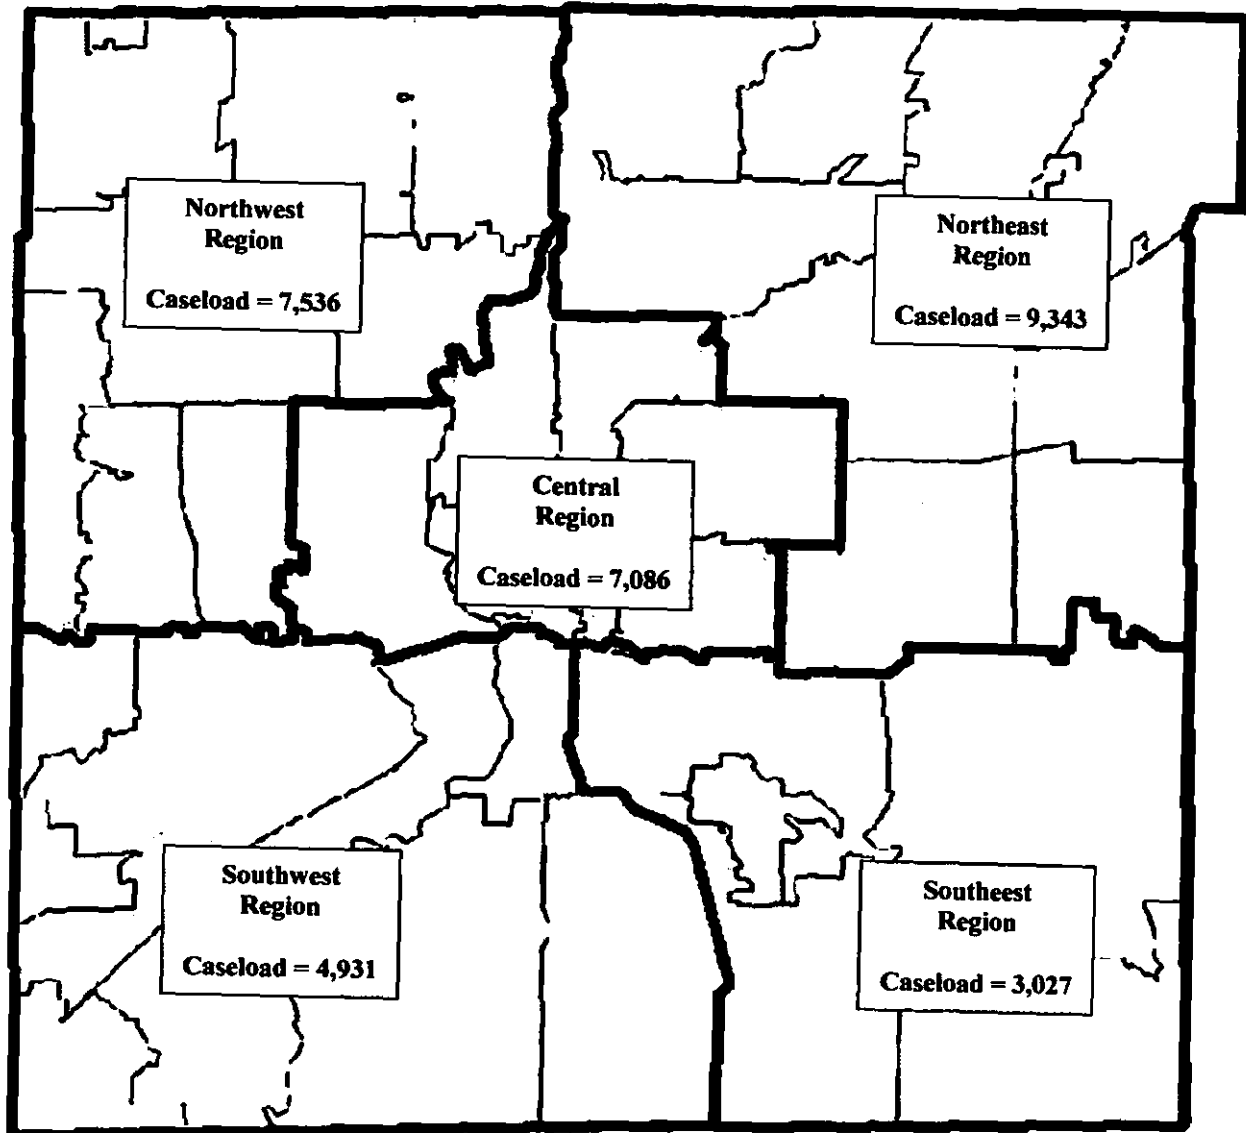 Northwest
Region
Caseload = 7,536
Northeast
Region
Caseload = 9,343
Central
Region
Caseload = 7,086
Southwest
Region
Caseload = 4,931
Southeest
Region
Caseload = 3,027